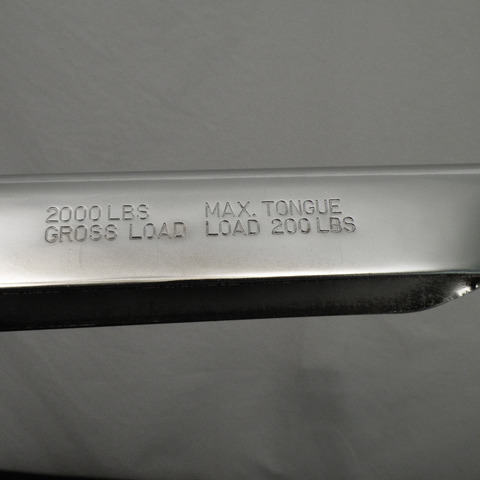 2000 LBS
GROSS LOAD
MAX. TONGUE
LOAD 200 LBS